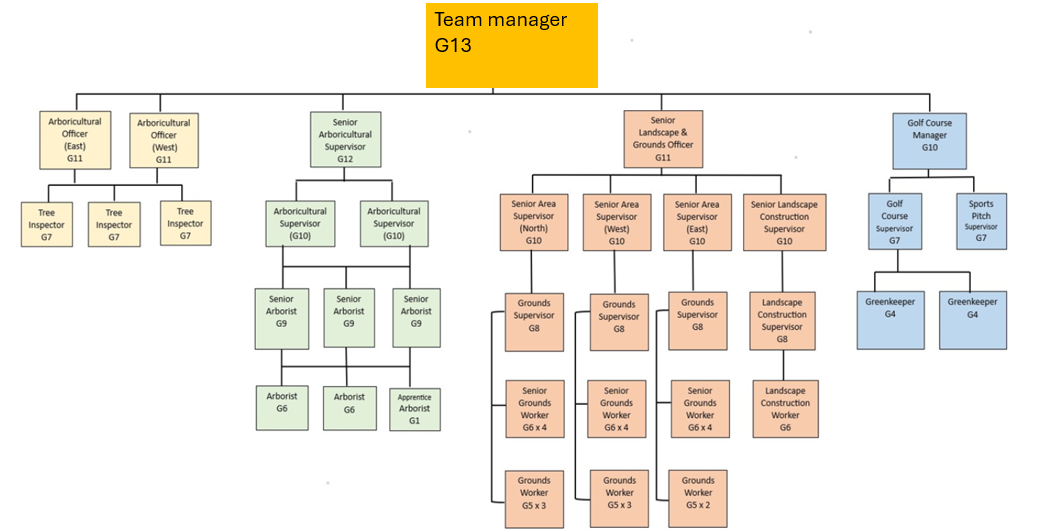 Team manager
G13
Arboricultural
Officer
(East)
G11
Arboricultural
Officer
(West)
G11
Senior
Arboricultural
Supervisor
G12
Senior
Landscape &
Grounds Officer
G11
Golf Course
Manager
G10
Tree
Inspector
G7
Tree
Inspector
G7
Tree
Inspector
G7
Arboricultural
Supervisor
(G10)
Arboricultural
Supervisor
(G10)
Senior Area
Supervisor
(North)
G10
Senior Area
Supervisor
(West)
G10
Senior Area
Supervisor
(East)
G10
Senior Landscape
Construction
Supervisor
G10
Golf
Course
Supervisor
G7
Sports
Pitch
Supervisor
G7
Senior
Arborist
G9
Senior
Arborist
G9
Senior
Arborist
G9
Grounds
Supervisor
G8
Grounds
Supervisor
G8
Grounds
Supervisor
G8
Landscape
Construction
Supervisor
G8
Greenkeeper
G4
Greenkeeper
G4
Arborist
G6
Arborist
G6
Apprentice
Arborist
G1
Senior
Grounds
Worker
G6 x 4
Senior
Grounds
Worker
G6 x 4
Senior
Grounds
Worker
G6 x 4
Landscape
Construction
Worker
G6
Grounds
Worker
G5 x 3
Grounds
Worker
G5 x 3
Grounds
Worker
G5 x 2